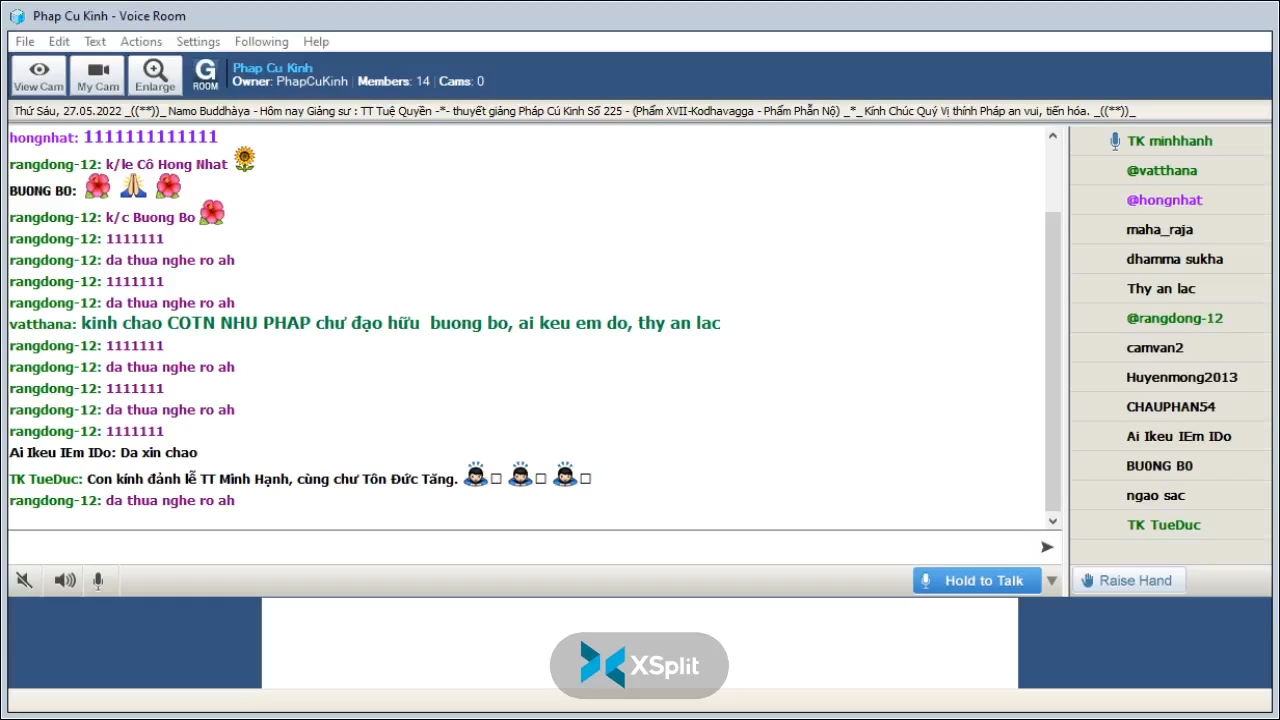 Phap Cu Kinh - Voice Room
File Edit Text Actions Settings Following Help
View Cam My Cam Enlarge G ROOM
Phap Cu Kinh
Owner: PhapCuKinh | Members: 14 | Cams: 0
Thứ Sáu, 27.05.2022 _((**))_ Namo Buddhàya - Hôm nay Giảng sư : TT Tuệ Quyền -*- thuyết giảng Pháp Cú Kinh Số 225 - (Phẩm XVII-Kodhavagga - Phẩm Phẫn Nộ) _*_ Kính Chúc Quý Vị thính Pháp an vui, tiến hóa. _((**))_
hongnhat: 1111111111111
rangdong-12: k/le Cô Hong Nhat
BU0NG B0:
rangdong-12: k/c Buong Bo
rangdong-12: 1111111
rangdong-12: da thua nghe ro ah
rangdong-12: 1111111
rangdong-12: da thua nghe ro ah
vatthana: kinh chao COTN NHU PHAP chư đạo hữu  buong bo, ai keu em do, thy an lac
rangdong-12: 1111111
rangdong-12: da thua nghe ro ah
rangdong-12: 1111111
rangdong-12: da thua nghe ro ah
rangdong-12: 1111111
Ai Ikeu IEm IDo: Da xin chao
TK TueDuc: Con kính đảnh lễ TT Minh Hạnh, cùng chư Tôn Đức Tăng.
rangdong-12: da thua nghe ro ah
TK minhhanh
@vatthana
@hongnhat
maha_raja
dhamma sukha
Thy an lac
@rangdong-12
camvan2
Huyenmong2013
CHAUPHAN54
Ai Ikeu IEm IDo
BU0NG B0
ngao sac
TK TueDuc
Hold to Talk
Raise Hand
XSplit